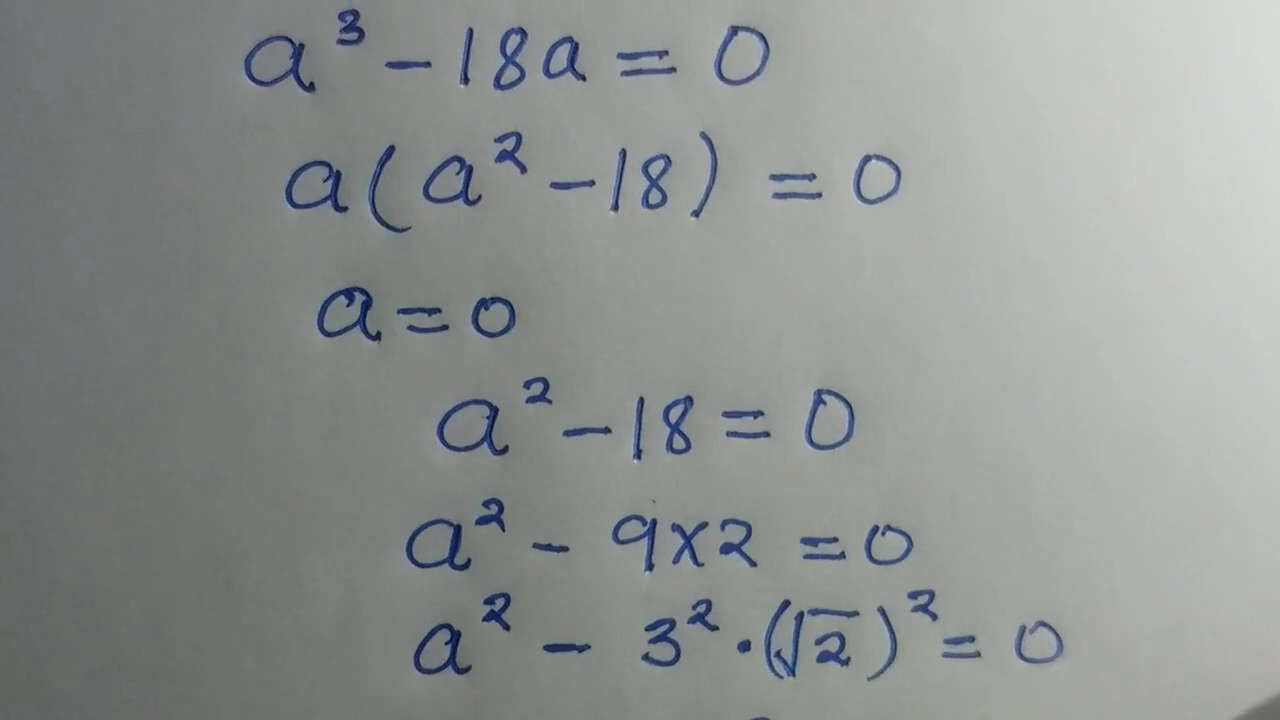 a³ - 18a = 0
a(a² - 18) = 0
a = 0
a² - 18 = 0
a² - 9x2 = 0
a² - 3² · (√2)² = 0